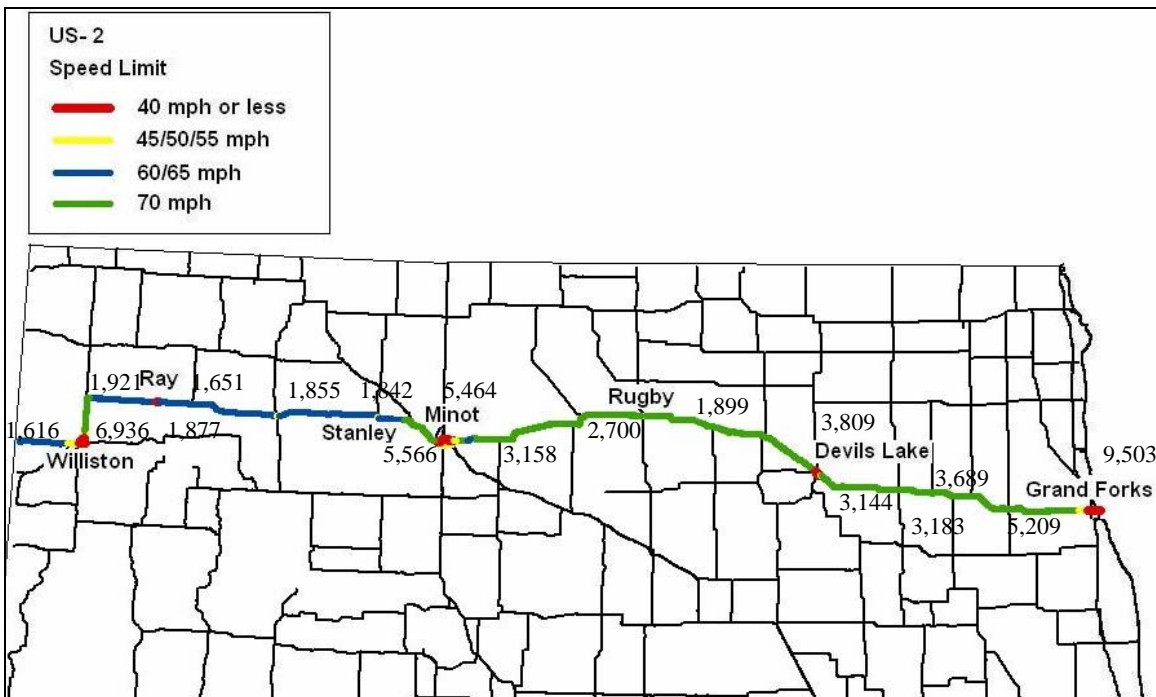 US- 2
Speed Limit
40 mph or less
45/50/55 mph
60/65 mph
70 mph
1,921
Ray
1,651
1,855
1,842
5,464
Minot
Rugby
1,899
3,809
1,616
6,936
1,877
Stanley
2,700
Devils Lake
Williston
5,566
3,158
9,503
3,689
Grand Forks
3,144
3,183
5,209